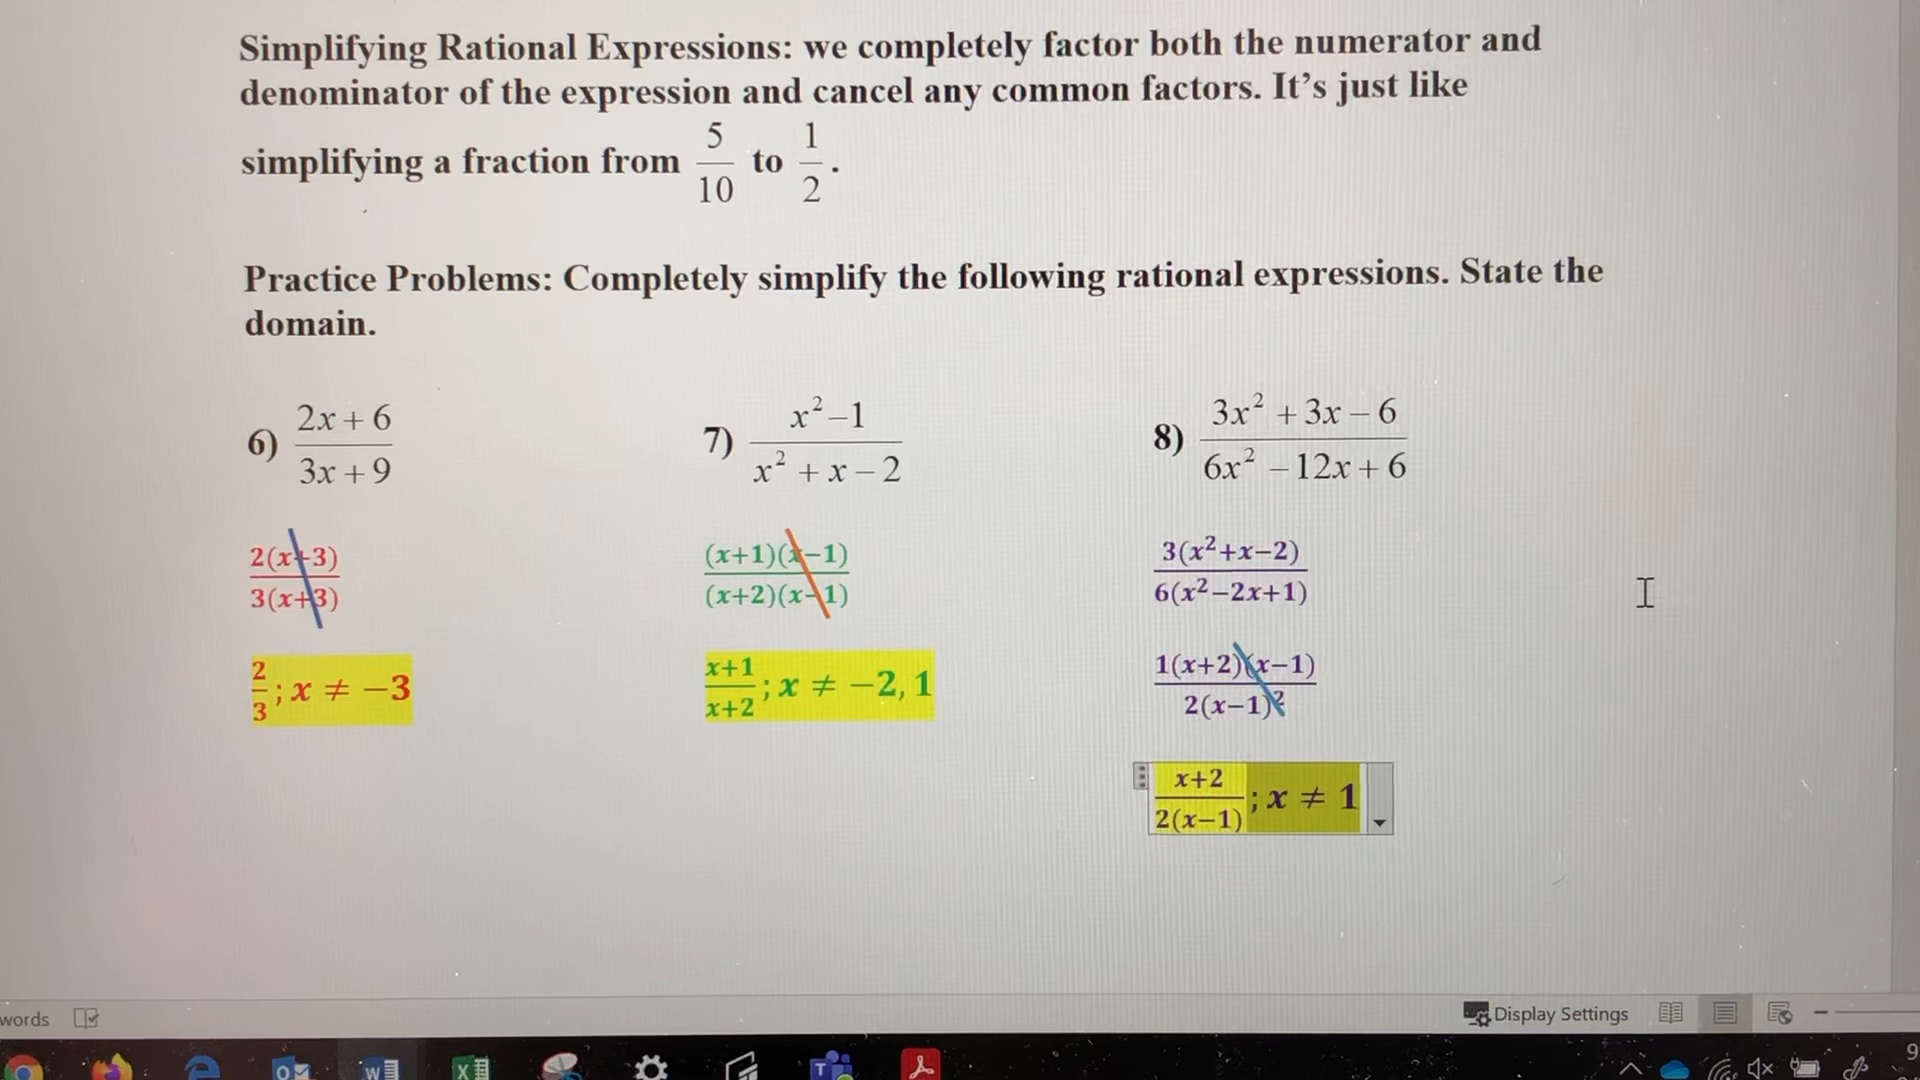 Simplifying Rational Expressions: we completely factor both the numerator and
denominator of the expression and cancel any common factors. It's just like
simplifying a fraction from 5/10 to 1/2.
Practice Problems: Completely simplify the following rational expressions. State the
domain.
6) (2x + 6)/(3x + 9)
7) (x² – 1)/(x² + x – 2)
8) (3x² + 3x – 6)/(6x² – 12x + 6)
2(x+3)/3(x+3)
(x+1)(x−1)/(x+2)(x−1)
3(x²+x−2)/6(x²−2x+1)
2/3 ; x ≠ −3
x+1/x+2 ; x ≠ −2, 1
1(x+2)(x−1)/2(x−1)²
x+2/2(x−1) ; x ≠ 1
words
Display Settings
9